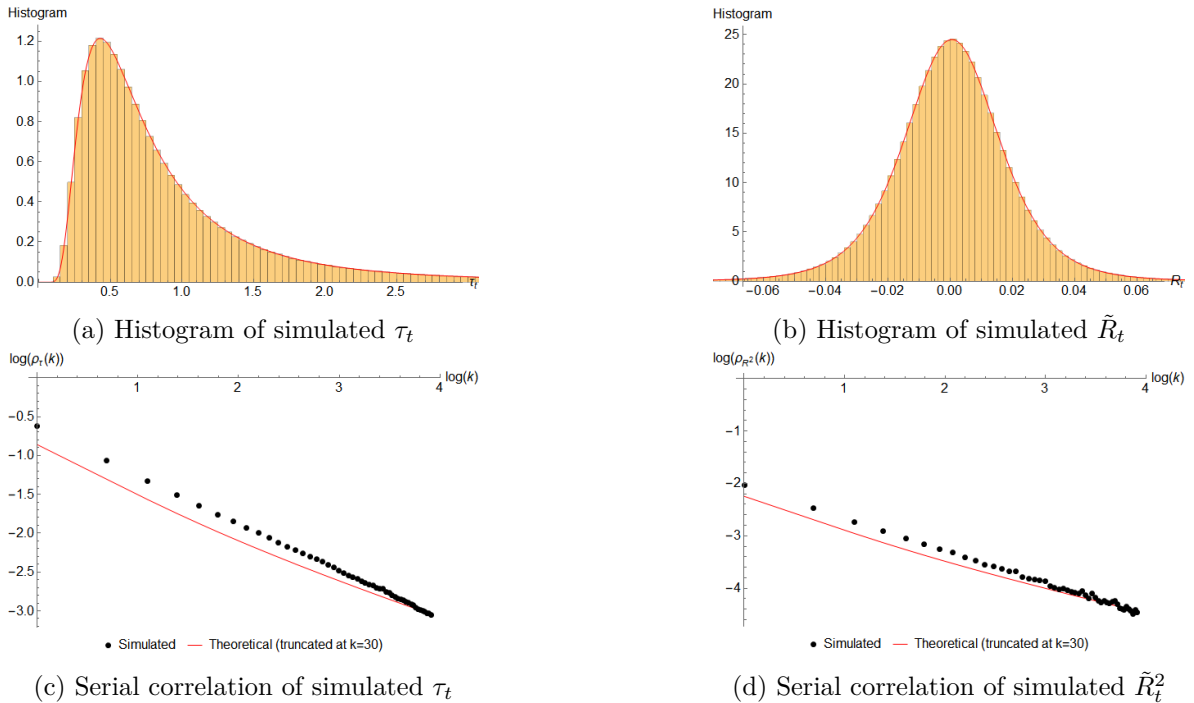 Histogram
1.2
1.0
0.8
0.6
0.4
0.2
0.0
0.5 1.0 1.5 2.0 2.5
τt
(a) Histogram of simulated τt
Histogram
25
20
15
10
5
0
−0.06 −0.04 −0.02 0.00 0.02 0.04 0.06
(b) Histogram of simulated R̃t
log(ρτ(k))
1 2 3 4
log(k)
−0.5
−1.0
−1.5
−2.0
−2.5
−3.0
Simulated Theoretical (truncated at k=30)
(c) Serial correlation of simulated τt
log(ρR²(k))
1 2 3 4
log(k)
−1
−2
−3
−4
Simulated Theoretical (truncated at k=30)
(d) Serial correlation of simulated R̃t²